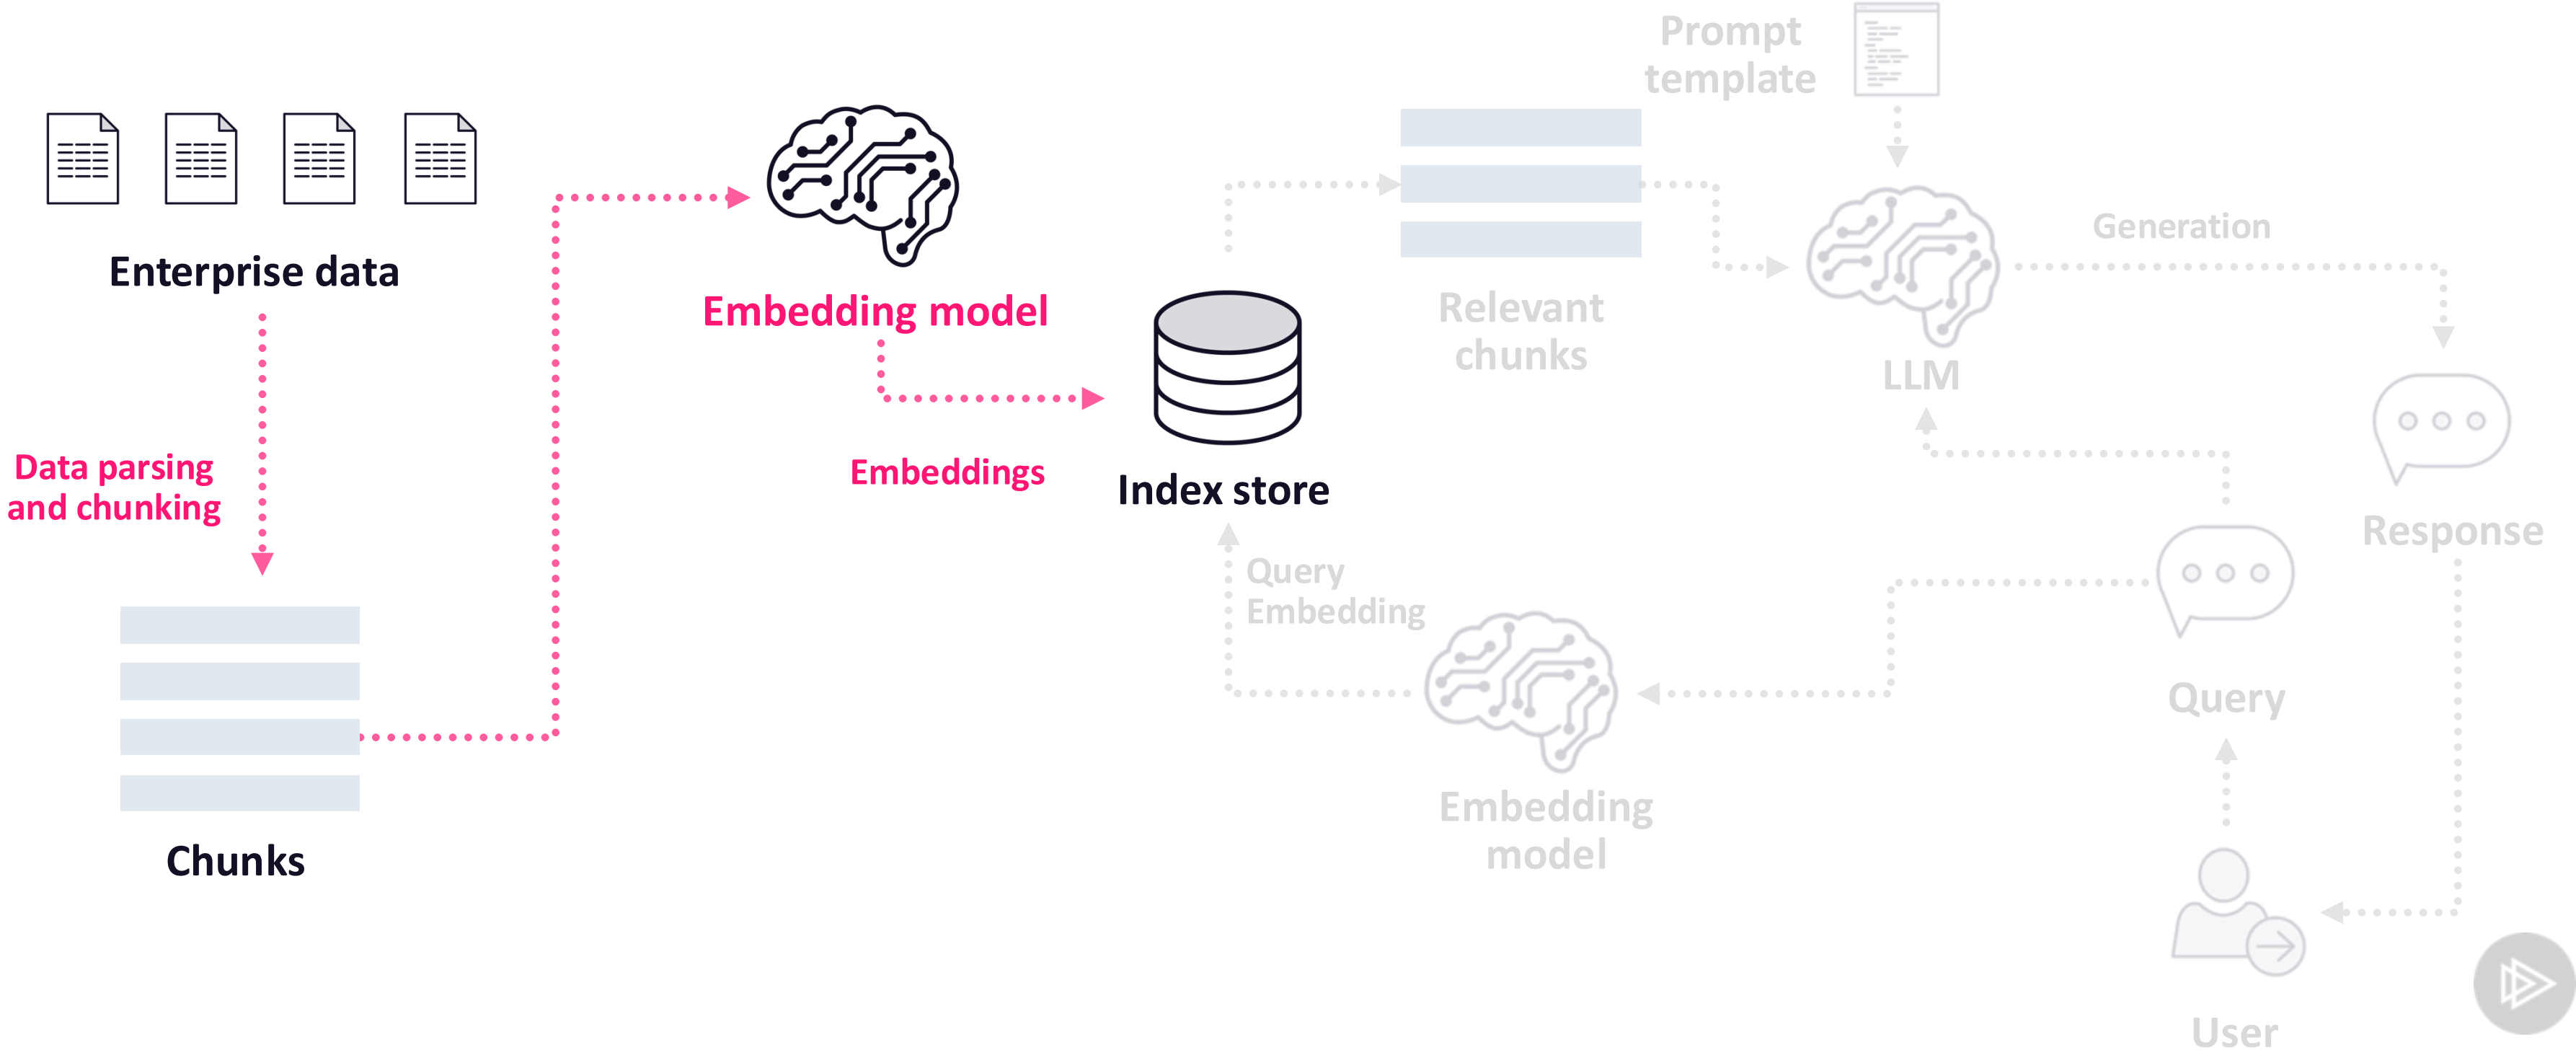 Prompt
template
Enterprise data
Embedding model
Generation
Relevant
chunks
LLM
Data parsing
and chunking
Embeddings
Index store
Response
Query
Embedding
Query
Embedding
model
Chunks
User